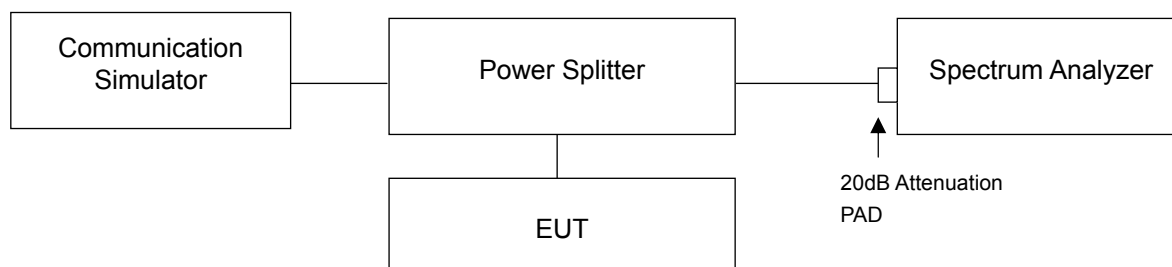 Communication
Simulator
Power Splitter
Spectrum Analyzer
20dB Attenuation
PAD
EUT